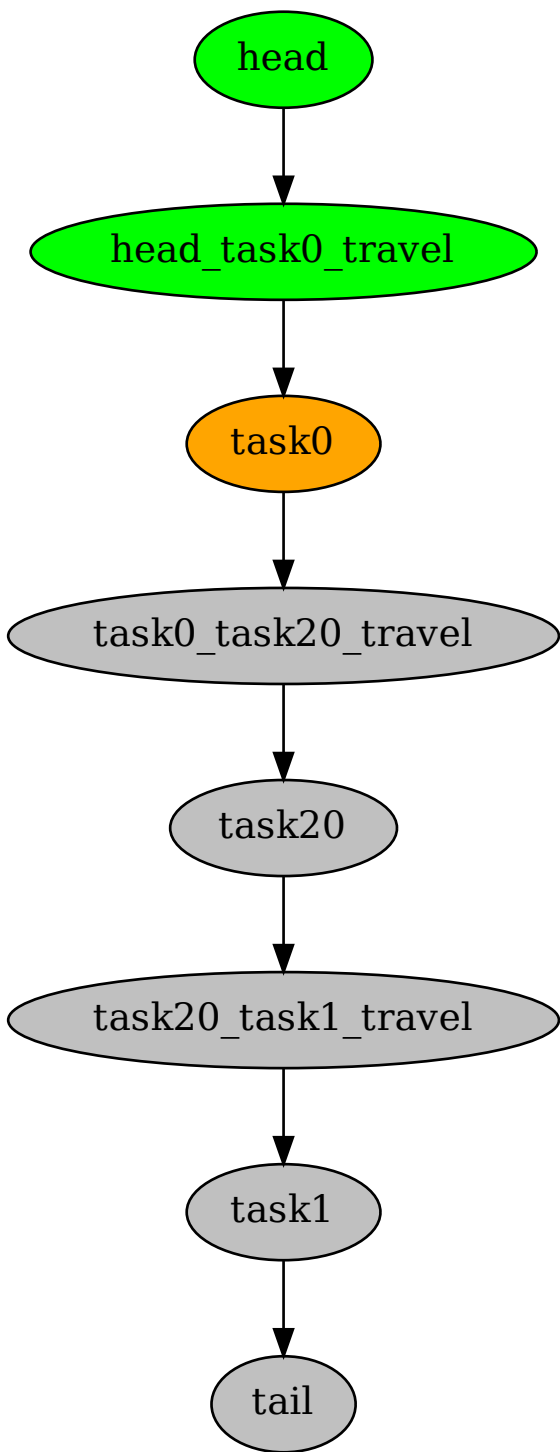 head
head_task0_travel
task0
task0_task20_travel
task20
task20_task1_travel
task1
tail